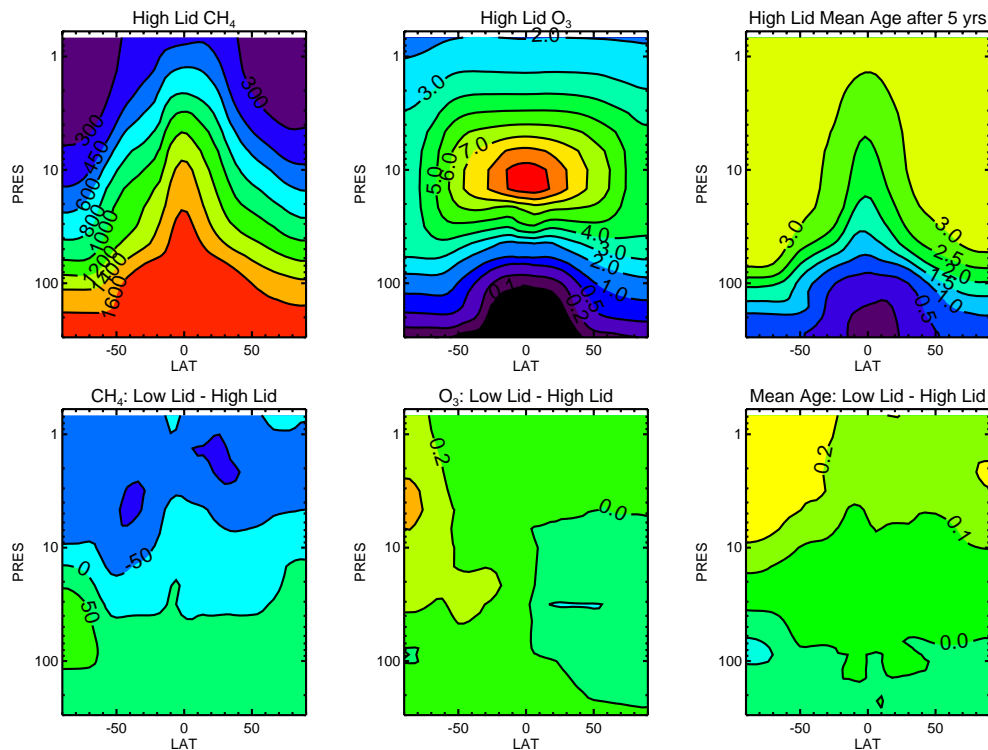 High Lid CH₄
High Lid O₃
High Lid Mean Age after 5 yrs
PRES
1
10
100
300
300
450
600
800
1000
1200
1400
1600
-50 0 50
LAT
PRES
1
10
100
2.0
3.0
7.0
5.0
6.0
4.0
3.0
2.0
1.0
0.1
0.5
0.2
-50 0 50
LAT
PRES
1
10
100
3.0
3.0
2.5
2.0
1.5
1.0
0.5
-50 0 50
LAT
CH₄: Low Lid - High Lid
O₃: Low Lid - High Lid
Mean Age: Low Lid - High Lid
PRES
1
10
100
0
-50
50
-50 0 50
LAT
PRES
1
10
100
0.2
0.0
-50 0 50
LAT
PRES
1
10
100
0.2
0.1
0.0
-50 0 50
LAT